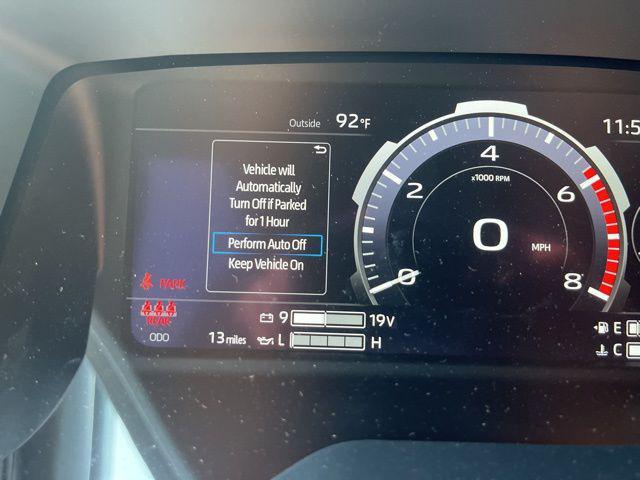 Outside 92°F
11:5
Vehicle will
Automatically
Turn Off if Parked
for 1 Hour
Perform Auto Off
Keep Vehicle On
4
x1000 RPM
2
6
0
MPH
0
8
PARK
REAR
ODO
13 miles
9
19V
L
H
E
C